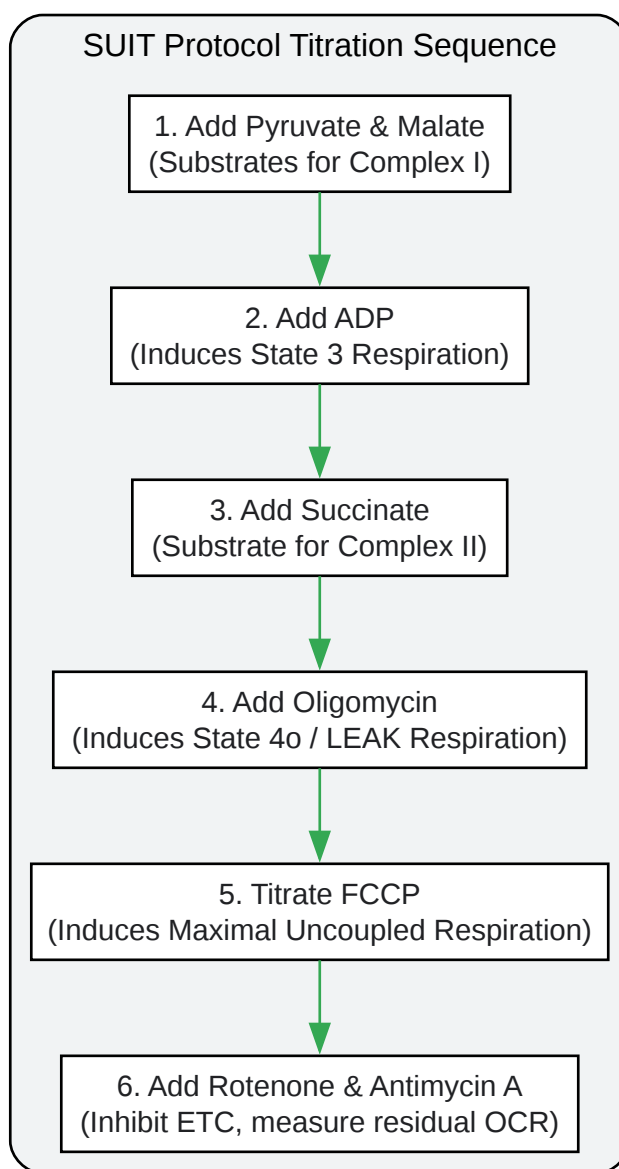 SUIT Protocol Titration Sequence
1. Add Pyruvate & Malate
(Substrates for Complex I)
2. Add ADP
(Induces State 3 Respiration)
3. Add Succinate
(Substrate for Complex II)
4. Add Oligomycin
(Induces State 4o / LEAK Respiration)
5. Titrate FCCP
(Induces Maximal Uncoupled Respiration)
6. Add Rotenone & Antimycin A
(Inhibit ETC, measure residual OCR)